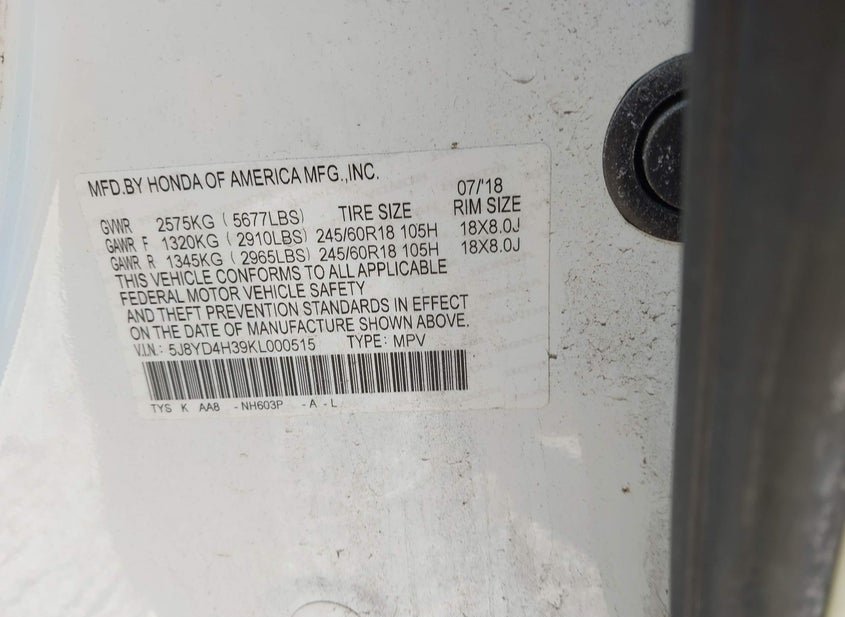 MFD.BY HONDA OF AMERICA MFG.,INC. 07/'18
GVWR 2575KG (5677LBS) TIRE SIZE RIM SIZE
GAWR F 1320KG (2910LBS) 245/60R18 105H 18X8.0J
GAWR R 1345KG (2965LBS) 245/60R18 105H 18X8.0J
THIS VEHICLE CONFORMS TO ALL APPLICABLE
FEDERAL MOTOR VEHICLE SAFETY
AND THEFT PREVENTION STANDARDS IN EFFECT
ON THE DATE OF MANUFACTURE SHOWN ABOVE.
V.I.N.: 5J8YD4H39KL000515 TYPE: MPV
TYS K AA8 -NH603P -A -L